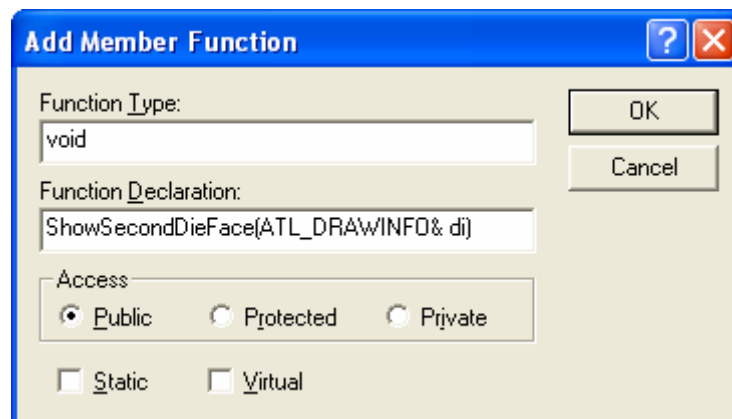 Add Member Function
Function Type:
OK
void
Cancel
Function Declaration:
ShowSecondDieFace(ATL_DRAWINFO& di)
Access
Public Protected Private
Static Virtual